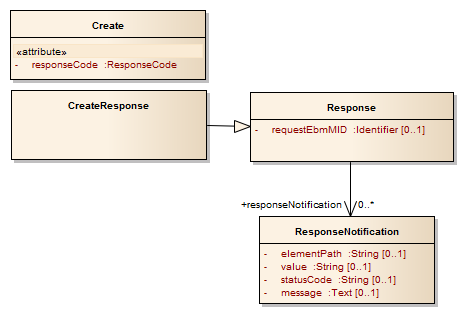 Create
«attribute»
- responseCode :ResponseCode
CreateResponse
Response
- requestEbmMID :Identifier [0..1]
+responseNotification 0..*
ResponseNotification
- elementPath :String [0..1]
- value :String [0..1]
- statusCode :String [0..1]
- message :Text [0..1]